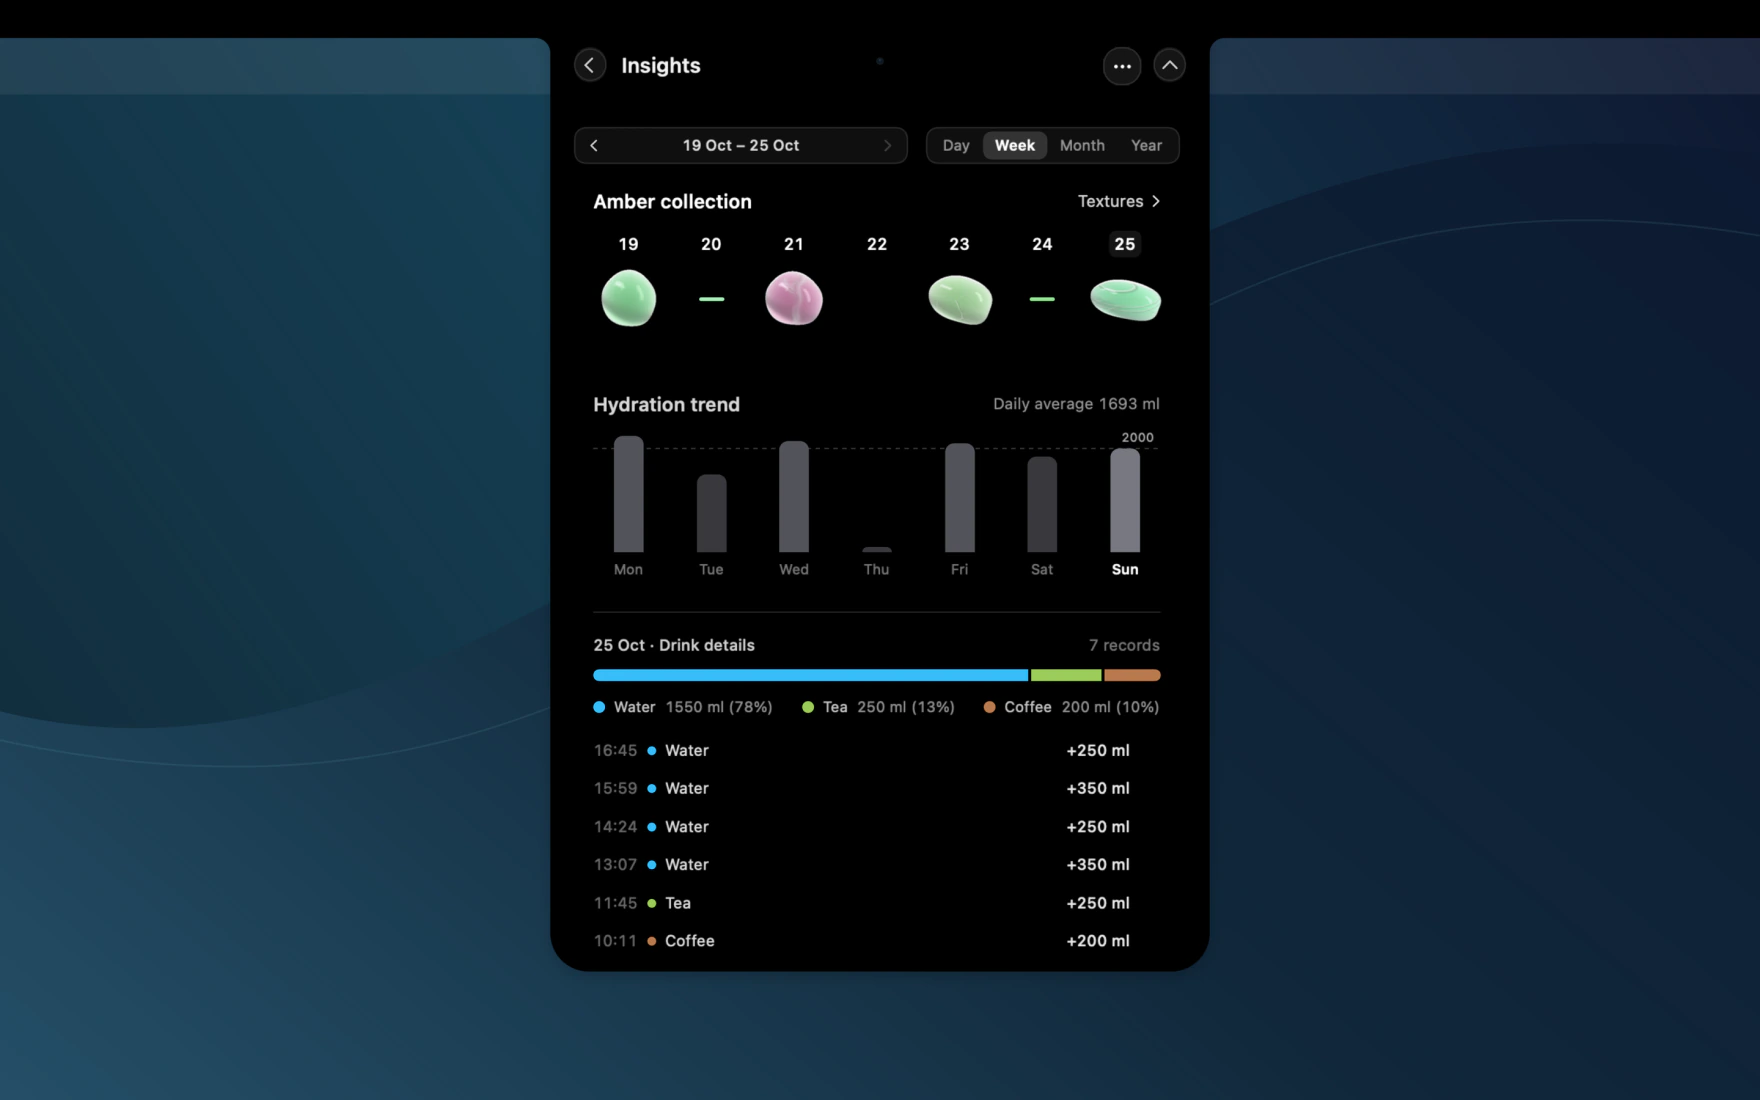 Insights
19 Oct – 25 Oct
Day Week Month Year
Amber collection
Textures
19 20 21 22 23 24 25
Hydration trend
Daily average 1693 ml
2000
Mon Tue Wed Thu Fri Sat Sun
25 Oct · Drink details
7 records
Water 1550 ml (78%) Tea 250 ml (13%) Coffee 200 ml (10%)
16:45 Water +250 ml
15:59 Water +350 ml
14:24 Water +250 ml
13:07 Water +350 ml
11:45 Tea +250 ml
10:11 Coffee +200 ml